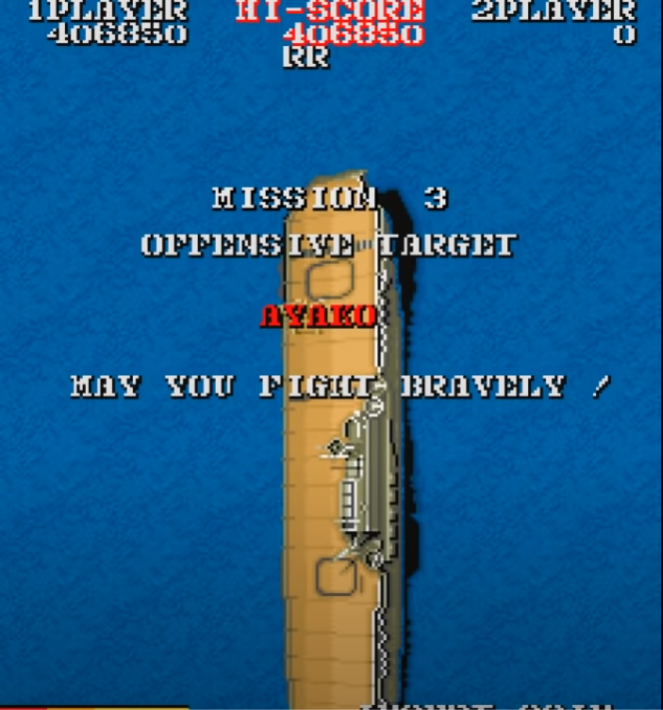 1PLAYER HI-SCORE 2PLAYER
406850 406850 0
RR
MISSION 3
OFFENSIVE TARGET
AYAKO
MAY YOU FIGHT BRAVELY !